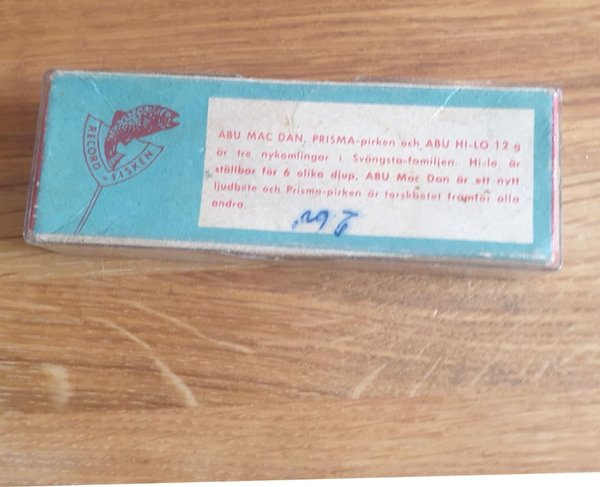 RECORD
FISKEN
ABU MAC DAN, PRISMA-pirken och ABU HI-LO 12 g
är tre nykomlingar i Svängsta-familjen. Hi-lo är
ställbar för 6 olika djup, ABU Mac Dan är ett nytt
ljudbete och Prisma-pirken är torskbetet framför alla
andra.